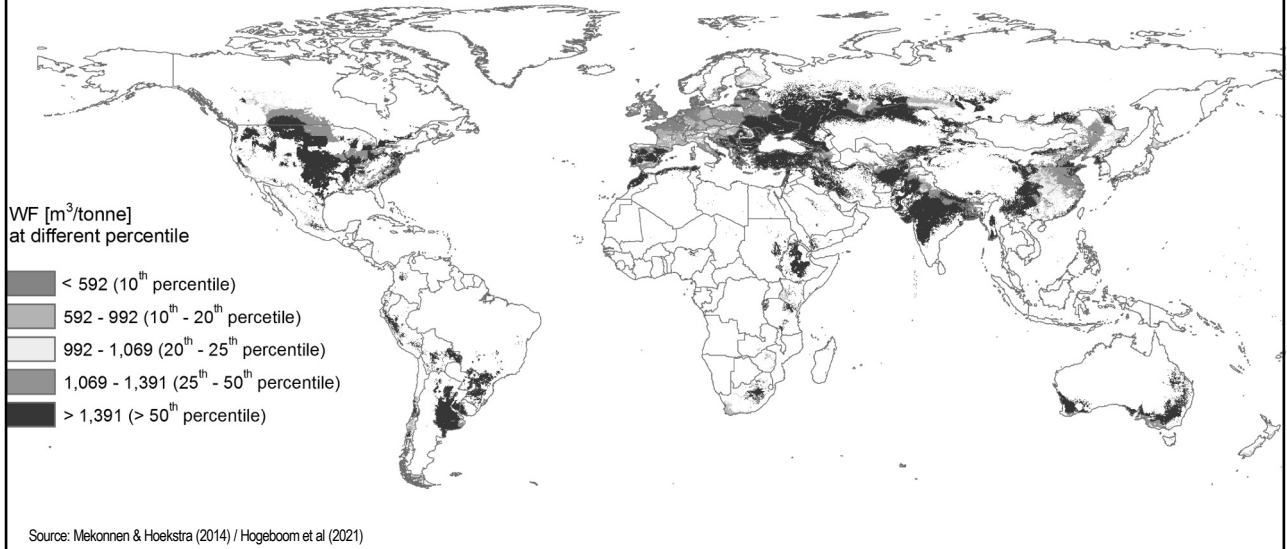 WF [m³/tonne]
at different percentile
< 592 (10th percentile)
592 - 992 (10th - 20th percetile)
992 - 1,069 (20th - 25th percentile)
1,069 - 1,391 (25th - 50th percentile)
> 1,391 (> 50th percentile)
Source: Mekonnen & Hoekstra (2014) / Hogeboom et al (2021)